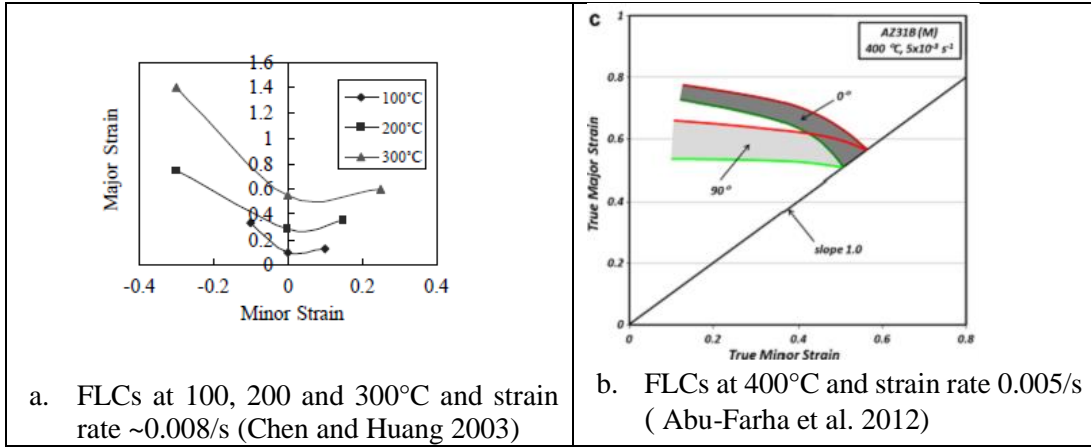 1.6
1.4
1.2
1
0.8
0.6
0.4
0.2
0
-0.4 -0.2 0 0.2 0.4
Major Strain
Minor Strain
100°C
200°C
300°C
a. FLCs at 100, 200 and 300°C and strain
rate ~0.008/s (Chen and Huang 2003)
c
AZ31B (M)
400 °C, 5x10⁻³ s⁻¹
1
0.8
0.6
0.4
0.2
0
0 0.2 0.4 0.6 0.8
True Major Strain
True Minor Strain
0°
90°
slope 1.0
b. FLCs at 400°C and strain rate 0.005/s
( Abu-Farha et al. 2012)